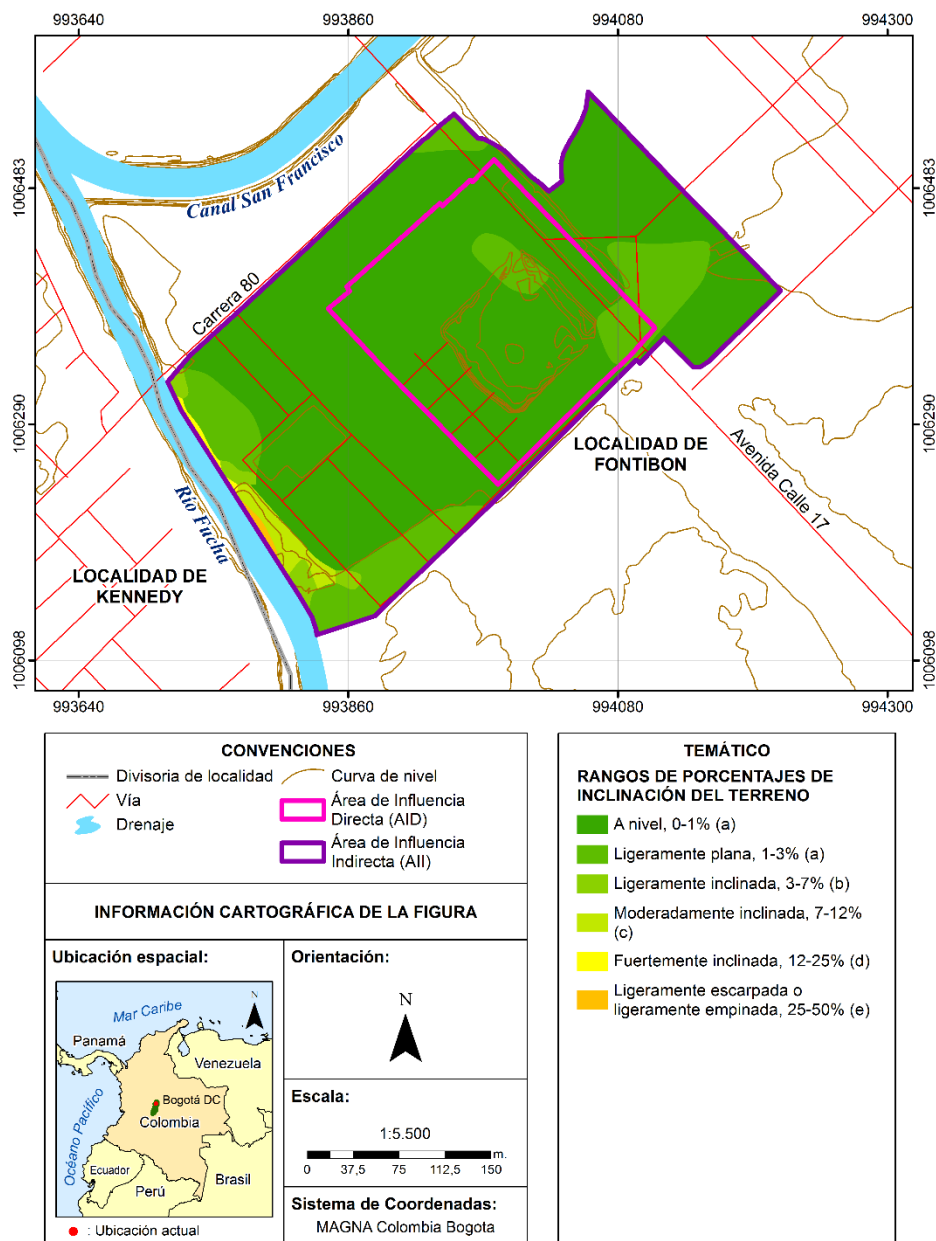 993640
993860
994080
994300
1006483
1006483
Canal San Francisco
Carrera 80
1006290
1006290
LOCALIDAD DE
FONTIBON
Avenida Calle 17
Río Fucha
LOCALIDAD DE
KENNEDY
1006098
1006098
993640
993860
994080
994300
CONVENCIONES
Divisoria de localidad
Curva de nivel
Vía
Área de Influencia
Directa (AID)
Drenaje
Área de Influencia
Indirecta (AII)
INFORMACIÓN CARTOGRÁFICA DE LA FIGURA
Ubicación espacial:
N
Mar Caribe
Panamá
Venezuela
Bogotá DC
Colombia
Océano Pacífico
Ecuador
Perú
Brasil
: Ubicación actual
Orientación:
N
Escala:
1:5.500
m.
0 37,5 75 112,5 150
Sistema de Coordenadas:
MAGNA Colombia Bogota
TEMÁTICO
RANGOS DE PORCENTAJES DE
INCLINACIÓN DEL TERRENO
A nivel, 0-1% (a)
Ligeramente plana, 1-3% (a)
Ligeramente inclinada, 3-7% (b)
Moderadamente inclinada, 7-12%
(c)
Fuertemente inclinada, 12-25% (d)
Ligeramente escarpada o
ligeramente empinada, 25-50% (e)